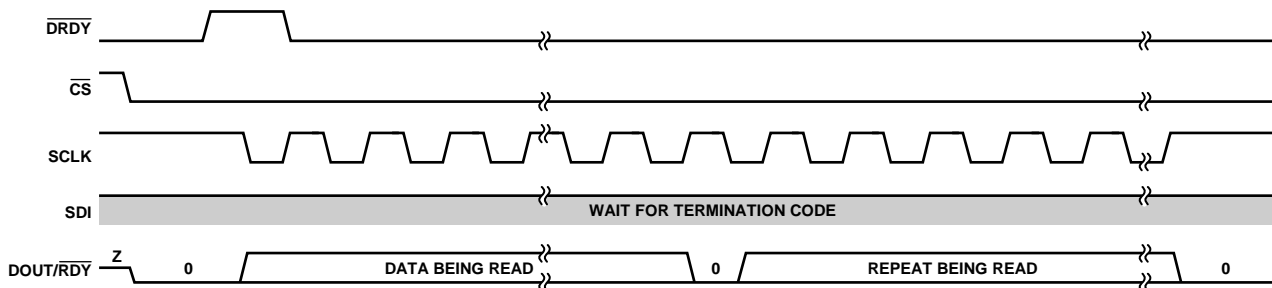 DRDY
CS
SCLK
SDI
WAIT FOR TERMINATION CODE
DOUT/RDY
Z
0
DATA BEING READ
0
REPEAT BEING READ
0